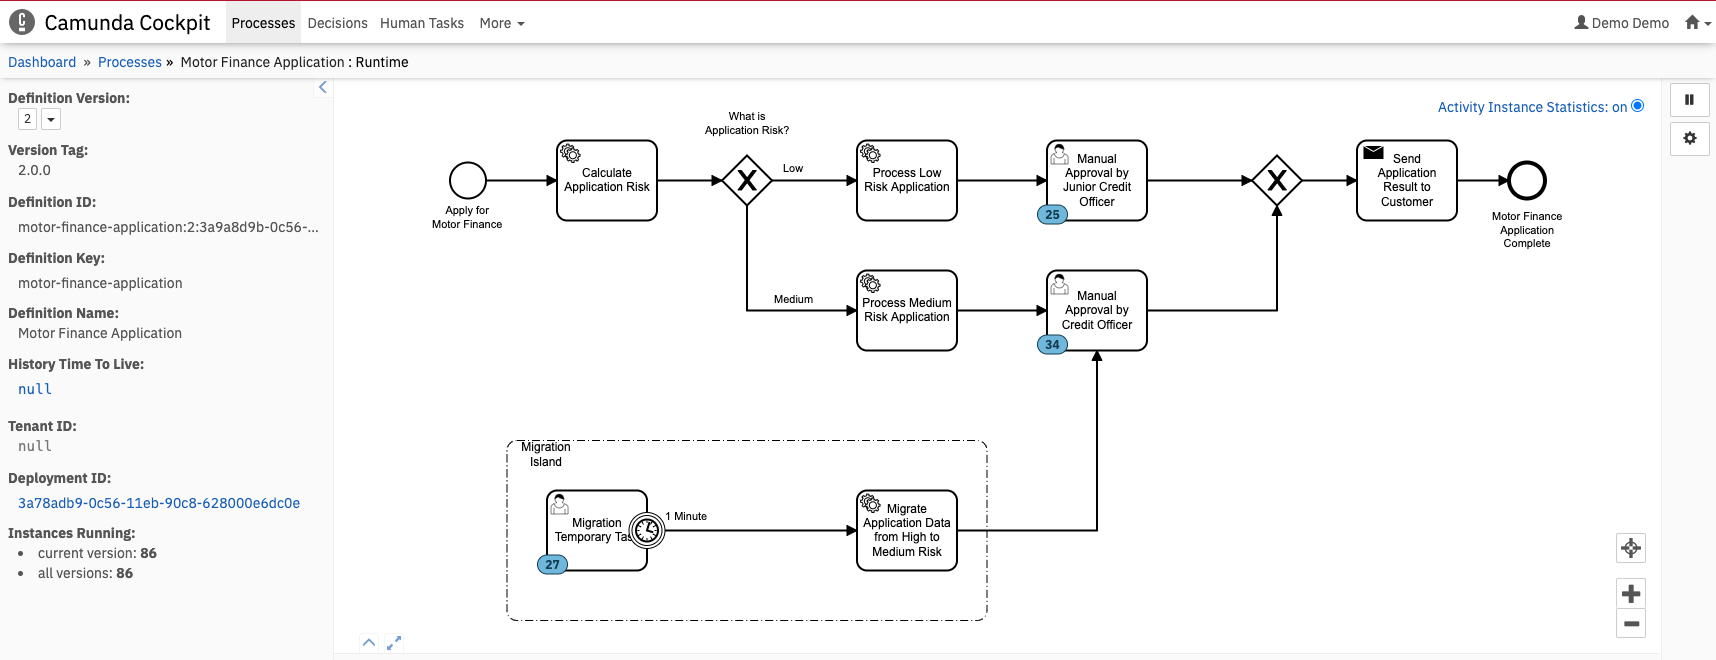 Camunda Cockpit Processes Decisions Human Tasks More Demo Demo
Dashboard » Processes » Motor Finance Application : Runtime
Definition Version:
2
Version Tag:
2.0.0
Definition ID:
motor-finance-application:2:3a9a8d9b-0c56-...
Definition Key:
motor-finance-application
Definition Name:
Motor Finance Application
History Time To Live:
null
Tenant ID:
null
Deployment ID:
3a78adb9-0c56-11eb-90c8-628000e6dc0e
Instances Running:
current version: 86
all versions: 86
Activity Instance Statistics: on
Apply for
Motor Finance
Calculate
Application Risk
What is
Application Risk?
Low
Process Low
Risk Application
Manual
Approval by
Junior Credit
Officer
25
Send
Application
Result to
Customer
Motor Finance
Application
Complete
Medium
Process Medium
Risk Application
Manual
Approval by
Credit Officer
34
Migration
Island
Migration
Temporary Tas
27
1 Minute
Migrate
Application Data
from High to
Medium Risk